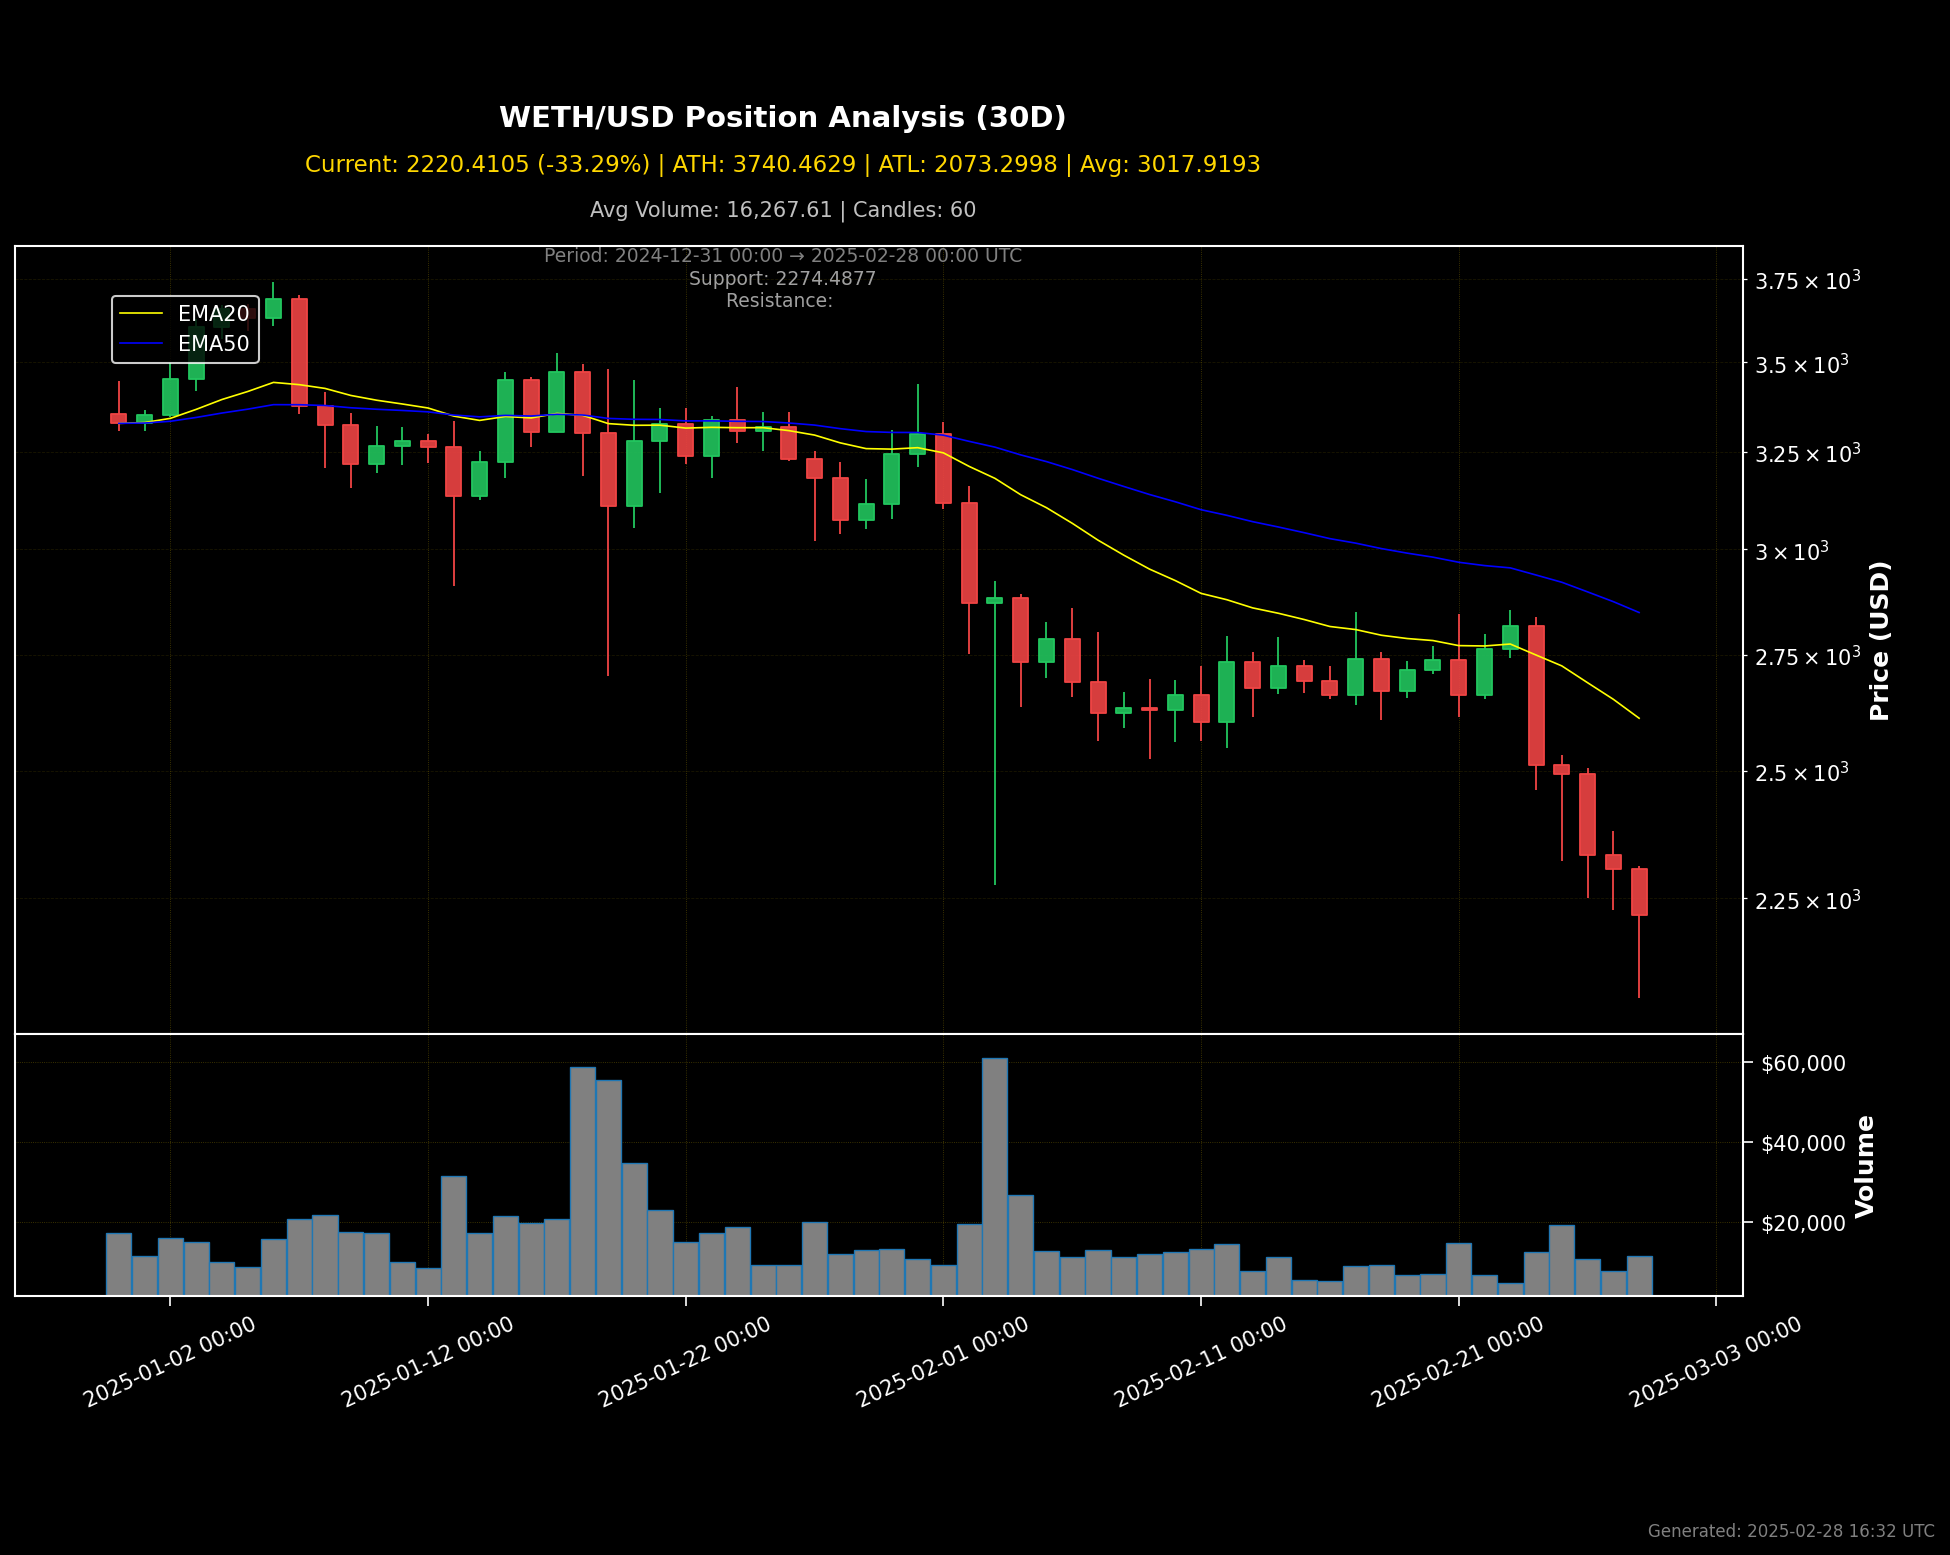 WETH/USD Position Analysis (30D)
Current: 2220.4105 (-33.29%) | ATH: 3740.4629 | ATL: 2073.2998 | Avg: 3017.9193
Avg Volume: 16,267.61 | Candles: 60
Period: 2024-12-31 00:00 → 2025-02-28 00:00 UTC
Support: 2274.4877
Resistance:
EMA20
EMA50
3.75 × 10³
3.5 × 10³
3.25 × 10³
3 × 10³
2.75 × 10³
2.5 × 10³
2.25 × 10³
Price (USD)
$60,000
$40,000
$20,000
Volume
2025-01-02 00:00
2025-01-12 00:00
2025-01-22 00:00
2025-02-01 00:00
2025-02-11 00:00
2025-02-21 00:00
2025-03-03 00:00
Generated: 2025-02-28 16:32 UTC